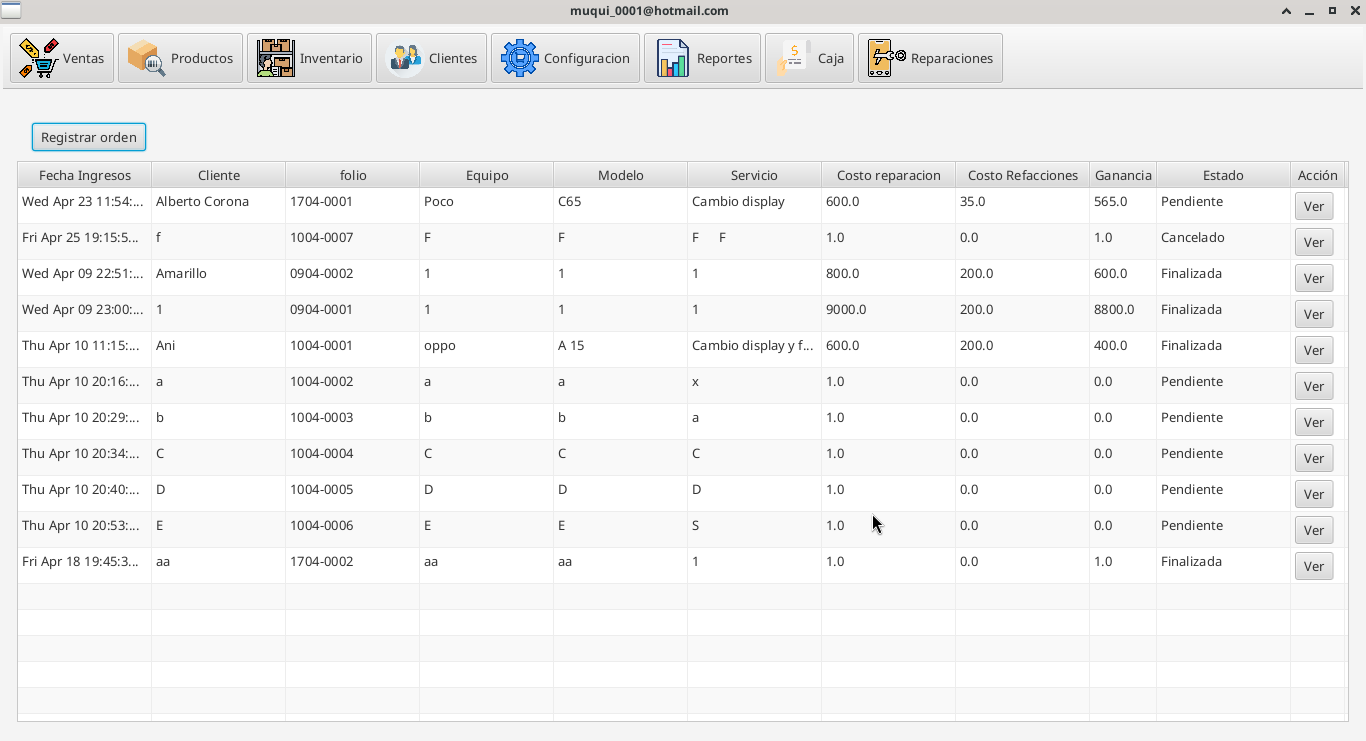 muqui_0001@hotmail.com
Ventas Productos Inventario Clientes Configuracion Reportes Caja Reparaciones
Registrar orden
Fecha Ingresos Cliente folio Equipo Modelo Servicio Costo reparacion Costo Refacciones Ganancia Estado Acción
Wed Apr 23 11:54:... Alberto Corona 1704-0001 Poco C65 Cambio display 600.0 35.0 565.0 Pendiente Ver
Fri Apr 25 19:15:5... f 1004-0007 F F F F 1.0 0.0 1.0 Cancelado Ver
Wed Apr 09 22:51:... Amarillo 0904-0002 1 1 1 800.0 200.0 600.0 Finalizada Ver
Wed Apr 09 23:00:... 1 0904-0001 1 1 1 9000.0 200.0 8800.0 Finalizada Ver
Thu Apr 10 11:15:... Ani 1004-0001 oppo A 15 Cambio display y f... 600.0 200.0 400.0 Finalizada Ver
Thu Apr 10 20:16:... a 1004-0002 a a x 1.0 0.0 0.0 Pendiente Ver
Thu Apr 10 20:29:... b 1004-0003 b b a 1.0 0.0 0.0 Pendiente Ver
Thu Apr 10 20:34:... C 1004-0004 C C C 1.0 0.0 0.0 Pendiente Ver
Thu Apr 10 20:40:... D 1004-0005 D D D 1.0 0.0 0.0 Pendiente Ver
Thu Apr 10 20:53:... E 1004-0006 E E S 1.0 0.0 0.0 Pendiente Ver
Fri Apr 18 19:45:3... aa 1704-0002 aa aa 1 1.0 0.0 1.0 Finalizada Ver